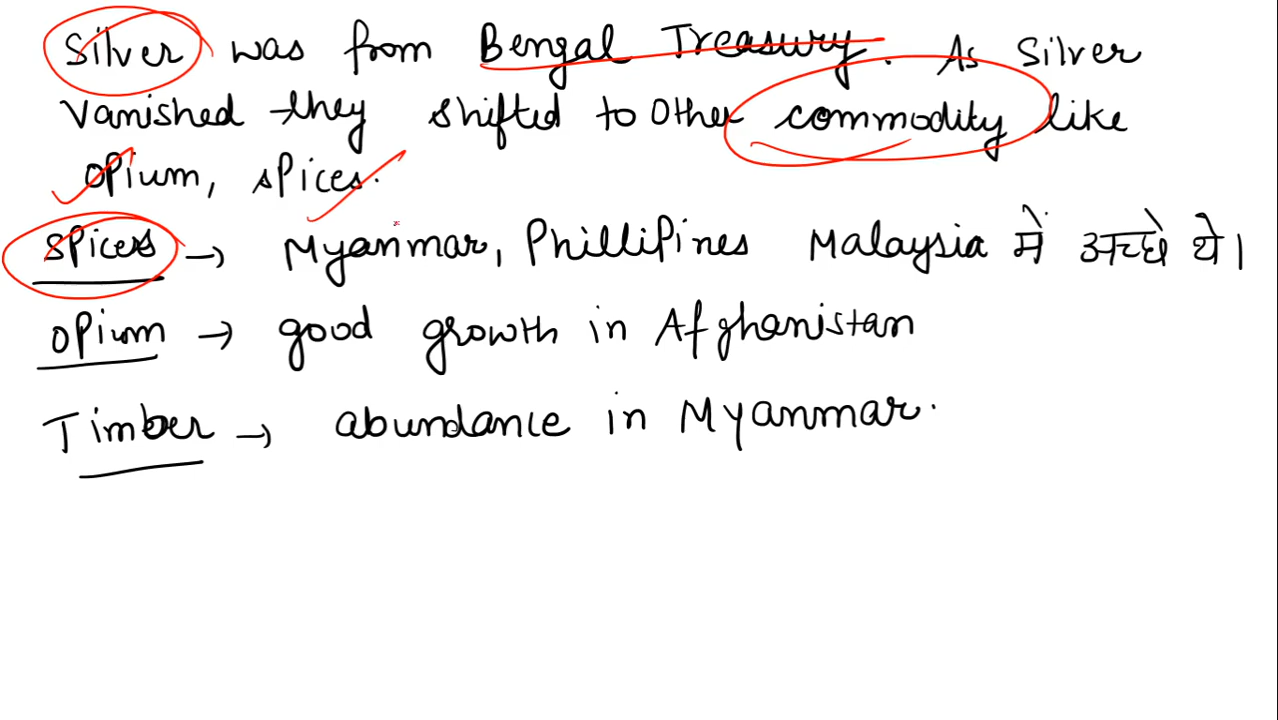 Silver was from Bengal Treasury. As Silver
Vanished they shifted to other commodity like
opium, spices.
spices → Myanmar, Phillipines Malaysia में अच्छे थे।
opium → good growth in Afghanistan
Timber → abundance in Myanmar.